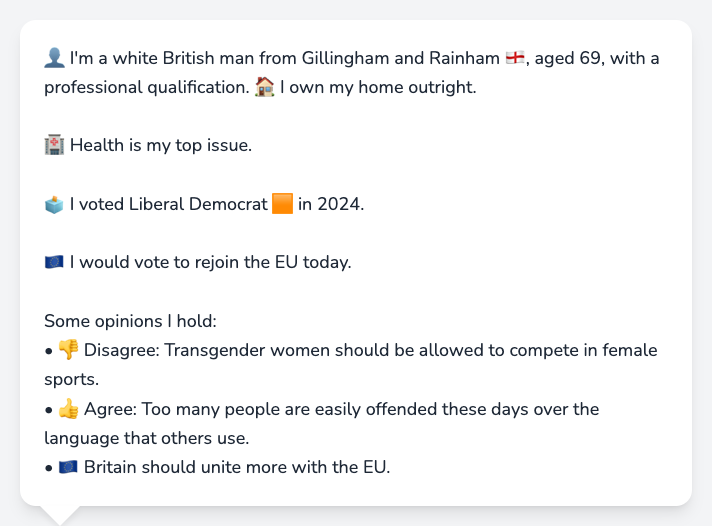 👤 I'm a white British man from Gillingham and Rainham 🏴󠁧󠁢󠁥󠁮󠁧󠁿, aged 69, with a
professional qualification. 🏠 I own my home outright.
🏥 Health is my top issue.
🗳️ I voted Liberal Democrat 🟧 in 2024.
🇪🇺 I would vote to rejoin the EU today.
Some opinions I hold:
• 👎 Disagree: Transgender women should be allowed to compete in female
sports.
• 👍 Agree: Too many people are easily offended these days over the
language that others use.
• 🇪🇺 Britain should unite more with the EU.